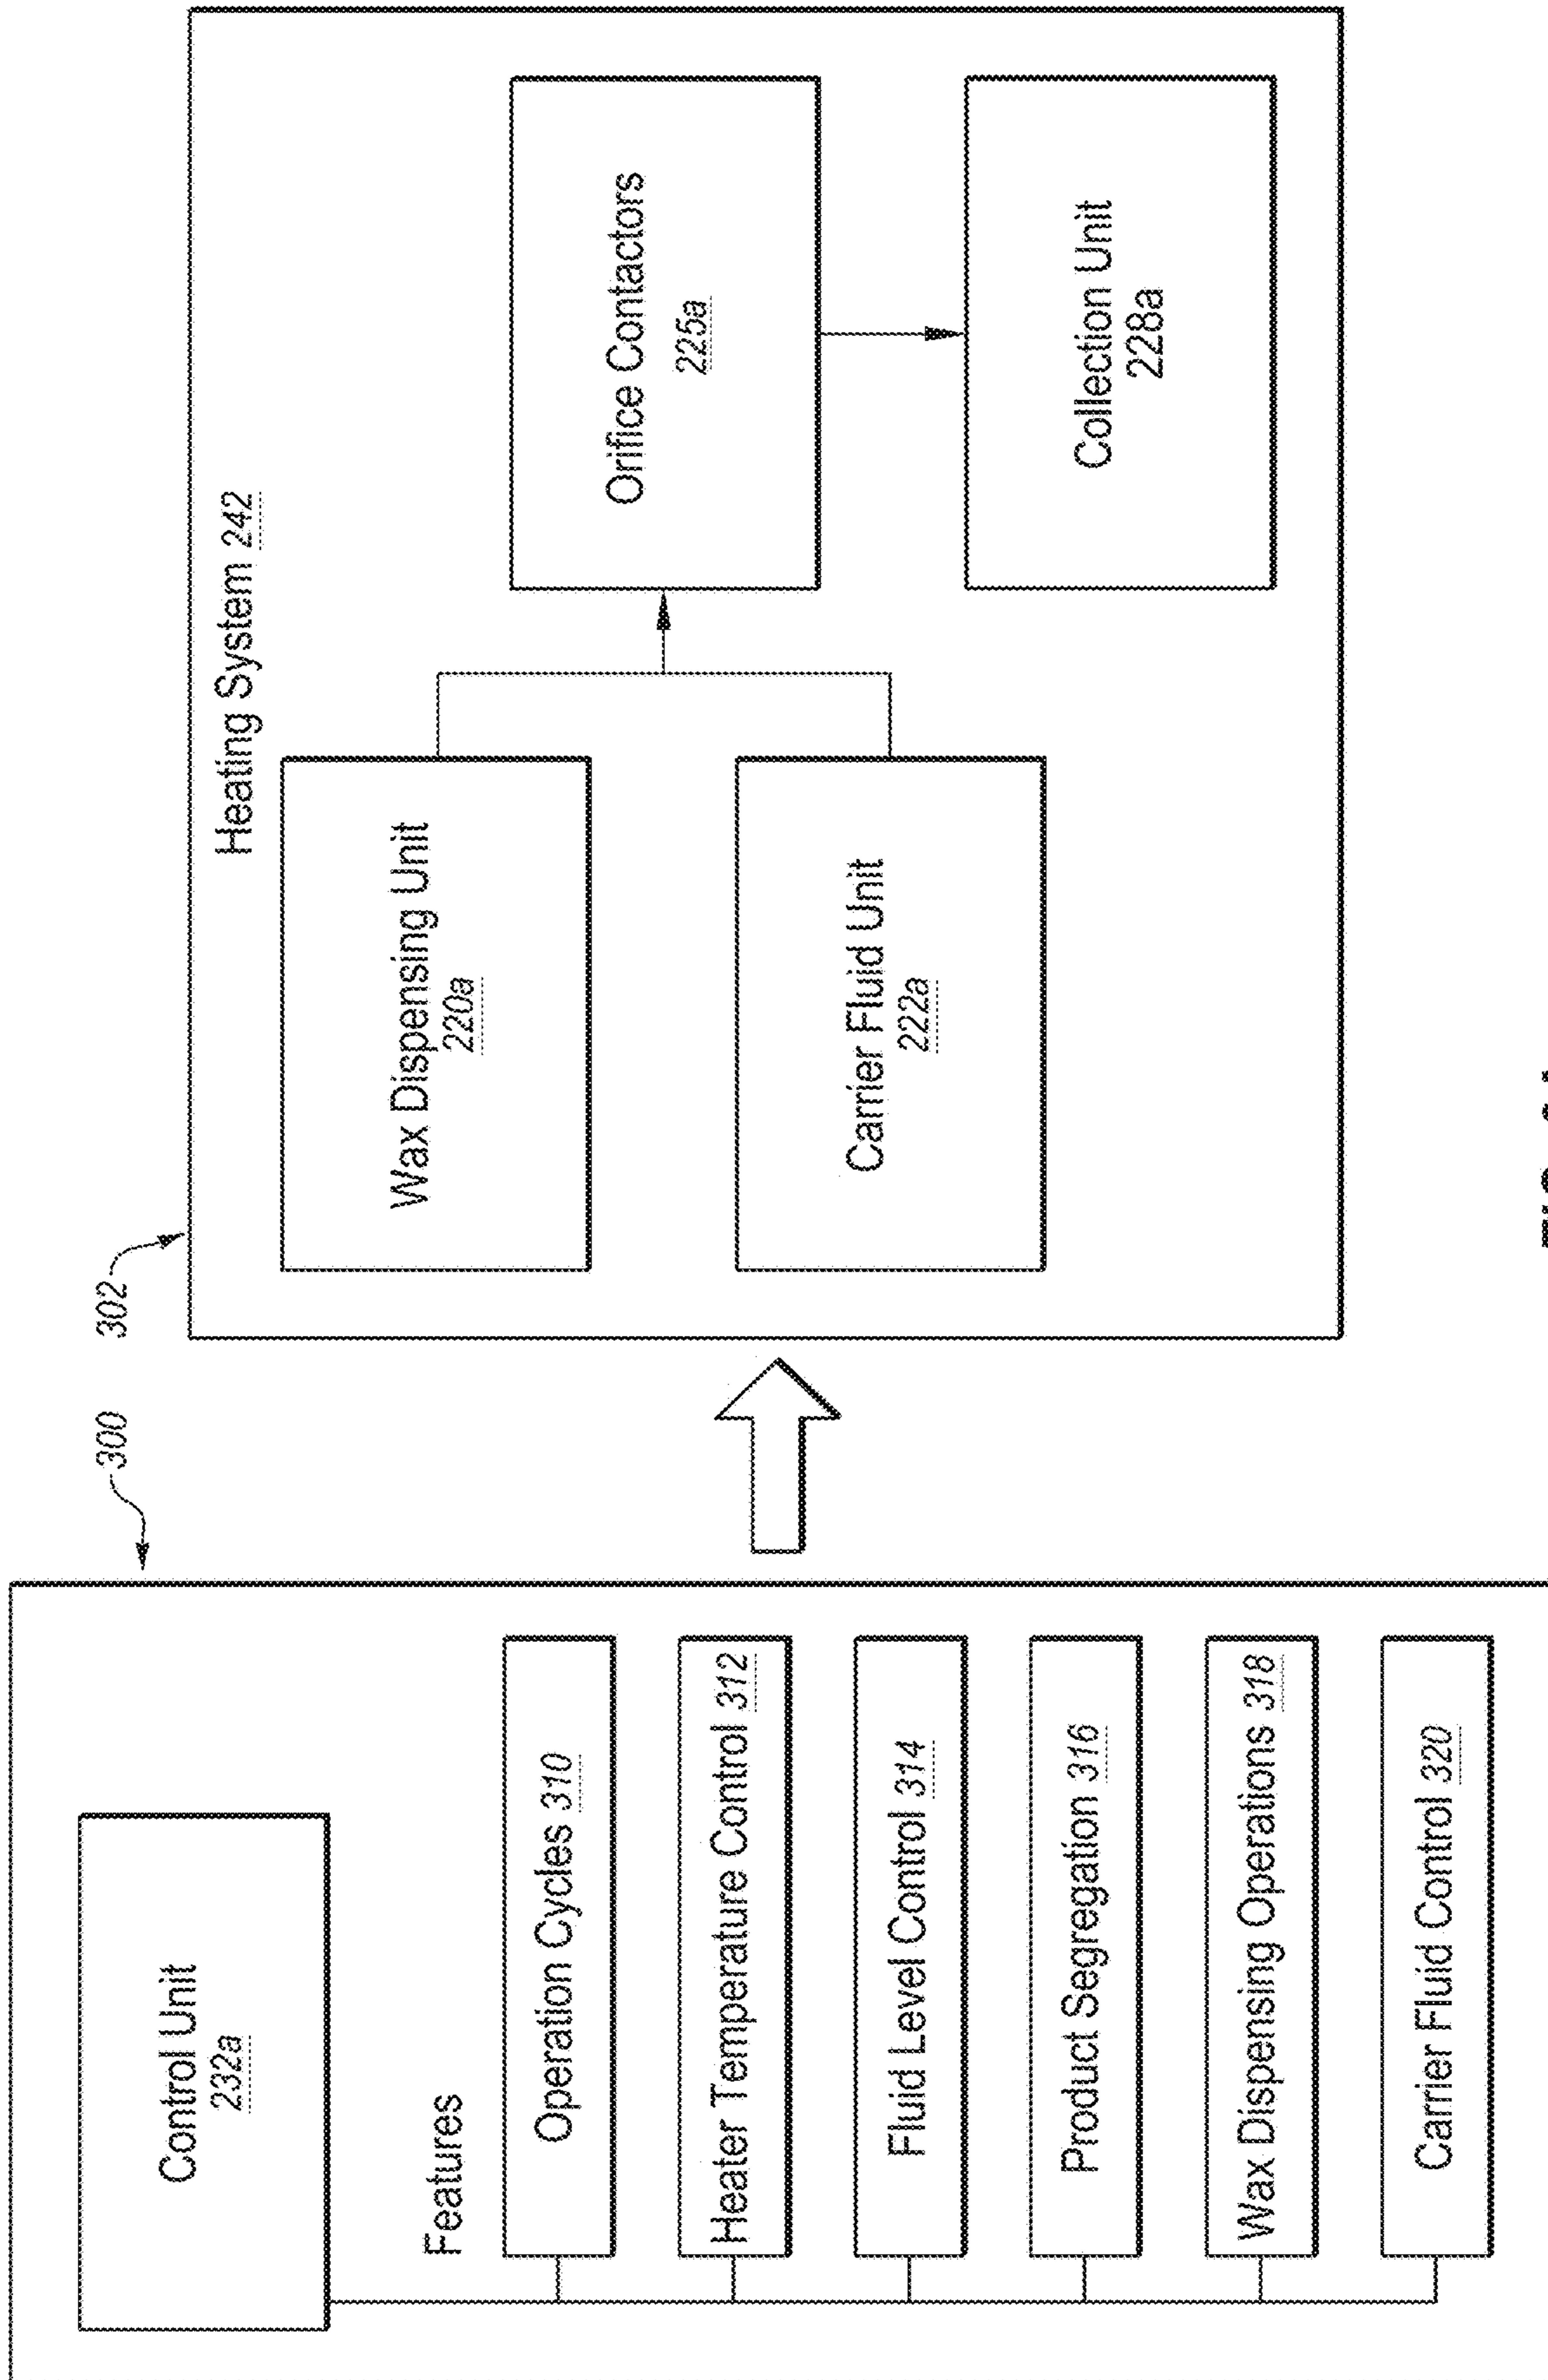 300
302
Control Unit
232a
Features
Operation Cycles 310
Heater Temperature Control 312
Fluid Level Control 314
Product Segregation 316
Wax Dispensing Operations 318
Carrier Fluid Control 320
Heating System 242
Wax Dispensing Unit
220a
Carrier Fluid Unit
222a
Orifice Contactors
225a
Collection Unit
228a